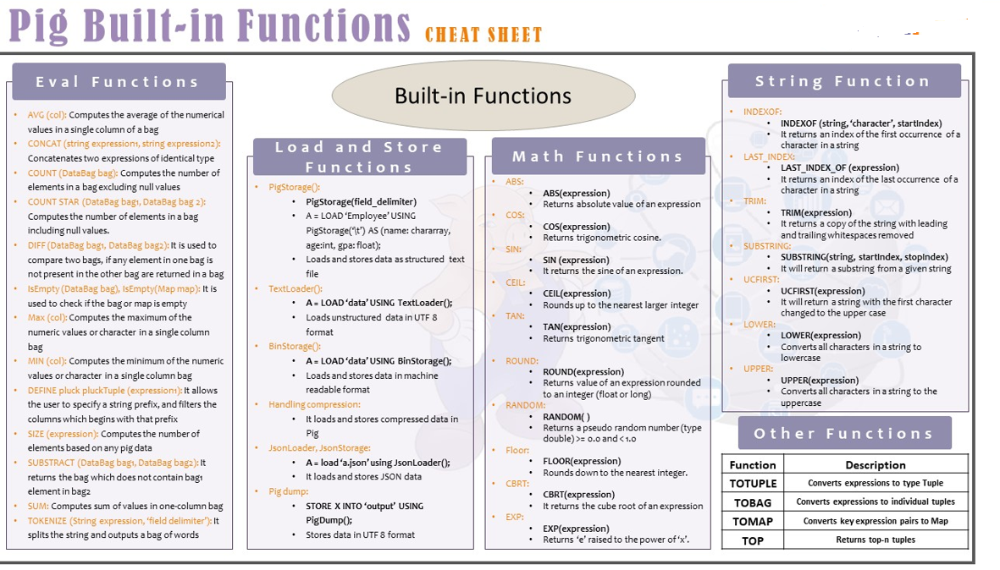 Pig Built-in Functions CHEAT SHEET
Eval Functions
• AVG (col): Computes the average of the numerical
values in a single column of a bag
• CONCAT (string expression1, string expression2):
Concatenates two expressions of identical type
• COUNT (DataBag bag): Computes the number of
elements in a bag excluding null values
• COUNT STAR (DataBag bag1, DataBag bag 2):
Computes the number of elements in a bag
including null values.
• DIFF (DataBag bag1, DataBag bag2): It is used to
compare two bags, if any element in one bag is
not present in the other bag are returned in a bag
• IsEmpty (DataBag bag), IsEmpty(Map map): It is
used to check if the bag or map is empty
• Max (col): Computes the maximum of the
numeric values or character in a single column
bag
• MIN (col): Computes the minimum of the numeric
values or character in a single column bag
• DEFINE pluck pluckTuple (expression1): It allows
the user to specify a string prefix, and filters the
columns which begins with that prefix
• SIZE (expression): Computes the number of
elements based on any pig data
• SUBSTRACT (DataBag bag1, DataBag bag2): It
returns the bag which does not contain bag1
element in bag2
• SUM: Computes sum of values in one-column bag
• TOKENIZE (String expression, ‘field delimiter’): It
splits the string and outputs a bag of words
Built-in Functions
Load and Store
Functions
• PigStorage():
• PigStorage(field_delimiter)
• A = LOAD ‘Employee’ USING
PigStorage(‘\t’) AS (name: chararray,
age:int, gpa: float);
• Loads and stores data as structured text
file
• TextLoader():
• A = LOAD ‘data’ USING TextLoader();
• Loads unstructured data in UTF 8
format
• BinStorage():
• A = LOAD ‘data’ USING BinStorage();
• Loads and stores data in machine
readable format
• Handling compression:
• It loads and stores compressed data in
Pig
• JsonLoader, JsonStorage:
• A = load ‘a.json’ using JsonLoader();
• It loads and stores JSON data
• Pig dump:
• STORE X INTO ‘output’ USING
PigDump();
• Stores data in UTF 8 format
Math Functions
• ABS:
• ABS(expression)
• Returns absolute value of an expression
• COS:
• COS(expression)
• Returns trigonometric cosine.
• SIN:
• SIN (expression)
• It returns the sine of an expression.
• CEIL:
• CEIL(expression)
• Rounds up to the nearest larger integer
• TAN:
• TAN(expression)
• Returns trigonometric tangent
• ROUND:
• ROUND(expression)
• Returns value of an expression rounded
to an integer (float or long)
• RANDOM:
• RANDOM( )
• Returns a pseudo random number (type
double) >= 0.0 and < 1.0
• Floor:
• FLOOR(expression)
• Rounds down to the nearest integer.
• CBRT:
• CBRT(expression)
• It returns the cube root of an expression
• EXP:
• EXP(expression)
• Returns ‘e’ raised to the power of ‘x’.
String Function
• INDEXOF:
• INDEXOF (string, ‘character’, startIndex)
• It returns an index of the first occurrence of a
character in a string
• LAST_INDEX:
• LAST_INDEX_OF (expression)
• It returns an index of the last occurrence of a
character in a string
• TRIM:
• TRIM(expression)
• It returns a copy of the string with leading
and trailing whitespaces removed
• SUBSTRING:
• SUBSTRING(string, startIndex, stopIndex)
• It will return a substring from a given string
• UCFIRST:
• UCFIRST(expression)
• It will return a string with the first character
changed to the upper case
• LOWER:
• LOWER(expression)
• Converts all characters in a string to
lowercase
• UPPER:
• UPPER(expression)
• Converts all characters in a string to the
uppercase
Other Functions
Function Description
TOTUPLE Converts expressions to type Tuple
TOBAG Converts expressions to individual tuples
TOMAP Converts key expression pairs to Map
TOP Returns top-n tuples